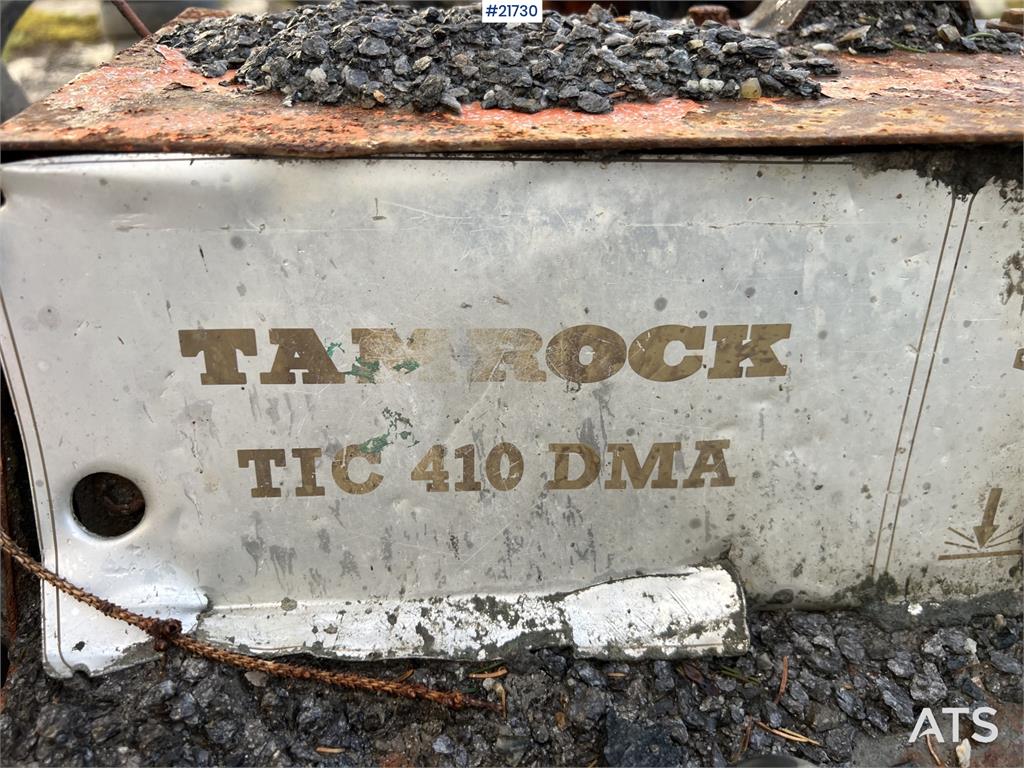 #21730
TAMROCK
TIC 410 DMA
ATS